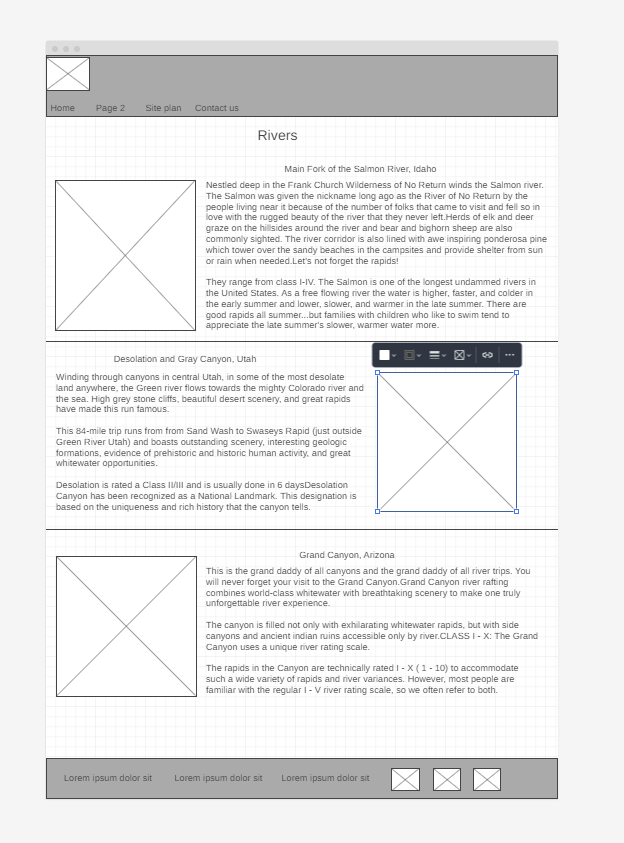 Home Page 2 Site plan Contact us
Rivers
Main Fork of the Salmon River, Idaho
Nestled deep in the Frank Church Wilderness of No Return winds the Salmon river.
The Salmon was given the nickname long ago as the River of No Return by the
people living near it because of the number of folks that came to visit and fell so in
love with the rugged beauty of the river that they never left.Herds of elk and deer
graze on the hillsides around the river and bear and bighorn sheep are also
commonly sighted. The river corridor is also lined with awe inspiring ponderosa pine
which tower over the sandy beaches in the campsites and provide shelter from sun
or rain when needed.Let's not forget the rapids!
They range from class I-IV. The Salmon is one of the longest undammed rivers in
the United States. As a free flowing river the water is higher, faster, and colder in
the early summer and lower, slower, and warmer in the late summer. There are
good rapids all summer...but families with children who like to swim tend to
appreciate the late summer's slower, warmer water more.
Desolation and Gray Canyon, Utah
Winding through canyons in central Utah, in some of the most desolate
land anywhere, the Green river flows towards the mighty Colorado river and
the sea. High grey stone cliffs, beautiful desert scenery, and great rapids
have made this run famous.
This 84-mile trip runs from from Sand Wash to Swaseys Rapid (just outside
Green River Utah) and boasts outstanding scenery, interesting geologic
formations, evidence of prehistoric and historic human activity, and great
whitewater opportunities.
Desolation is rated a Class II/III and is usually done in 6 daysDesolation
Canyon has been recognized as a National Landmark. This designation is
based on the uniqueness and rich history that the canyon tells.
Grand Canyon, Arizona
This is the grand daddy of all canyons and the grand daddy of all river trips. You
will never forget your visit to the Grand Canyon.Grand Canyon river rafting
combines world-class whitewater with breathtaking scenery to make one truly
unforgettable river experience.
The canyon is filled not only with exhilarating whitewater rapids, but with side
canyons and ancient indian ruins accessible only by river.CLASS I - X: The Grand
Canyon uses a unique river rating scale.
The rapids in the Canyon are technically rated I - X ( 1 - 10) to accommodate
such a wide variety of rapids and river variances. However, most people are
familiar with the regular I - V river rating scale, so we often refer to both.
Lorem ipsum dolor sit Lorem ipsum dolor sit Lorem ipsum dolor sit